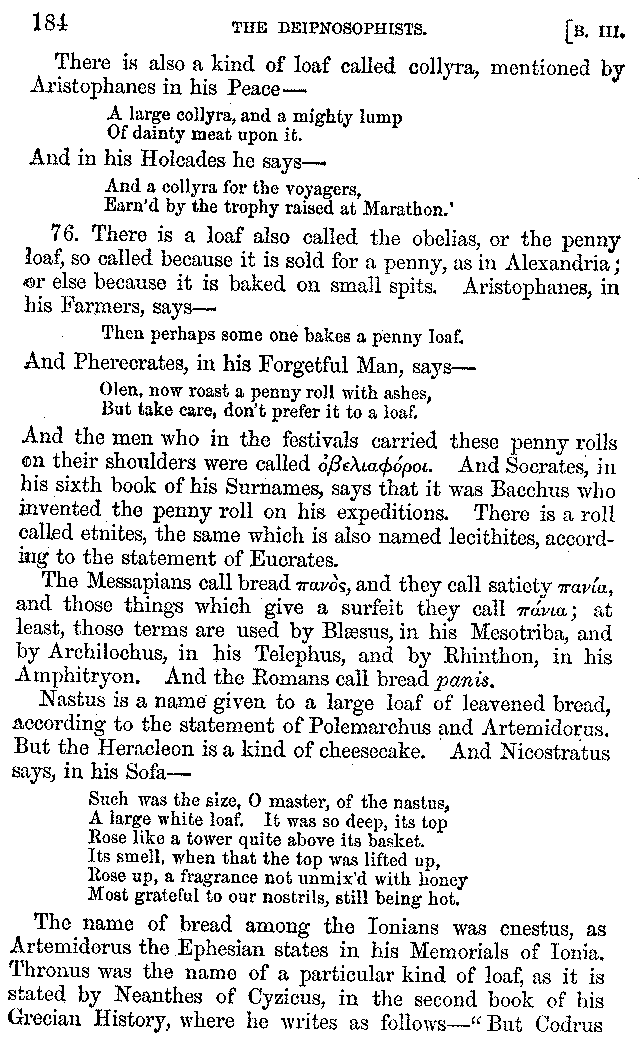 184 THE DEIPNOSOPHISTS. [B. III.
There is also a kind of loaf called collyra, mentioned by
Aristophanes in his Peace—
A large collyra, and a mighty lump
Of dainty meat upon it.
And in his Holcades he says—
And a collyra for the voyagers,
Earn'd by the trophy raised at Marathon.'
76. There is a loaf also called the obelias, or the penny
loaf, so called because it is sold for a penny, as in Alexandria;
or else because it is baked on small spits. Aristophanes, in
his Farmers, says—
Then perhaps some one bakes a penny loaf.
And Pherecrates, in his Forgetful Man, says—
Olen, now roast a penny roll with ashes,
But take care, don't prefer it to a loaf.
And the men who in the festivals carried these penny rolls
on their shoulders were called ὀβελιαφόροι. And Socrates, in
his sixth book of his Surnames, says that it was Bacchus who
invented the penny roll on his expeditions. There is a roll
called etnites, the same which is also named lecithites, accord-
ing to the statement of Eucrates.
The Messapians call bread πανὸς, and they call satiety πανία,
and those things which give a surfeit they call πάνια; at
least, those terms are used by Blæsus, in his Mesotriba, and
by Archilochus, in his Telephus, and by Rhinthon, in his
Amphitryon. And the Romans call bread panis.
Nastus is a name given to a large loaf of leavened bread,
according to the statement of Polemarchus and Artemidorus.
But the Heracleon is a kind of cheesecake. And Nicostratus
says, in his Sofa—
Such was the size, O master, of the nastus,
A large white loaf. It was so deep, its top
Rose like a tower quite above its basket.
Its smell, when that the top was lifted up,
Rose up, a fragrance not unmix'd with honey
Most grateful to our nostrils, still being hot.
The name of bread among the Ionians was cnestus, as
Artemidorus the Ephesian states in his Memorials of Ionia.
Thronus was the name of a particular kind of loaf, as it is
stated by Neanthes of Cyzicus, in the second book of his
Grecian History, where he writes as follows—"But Codrus